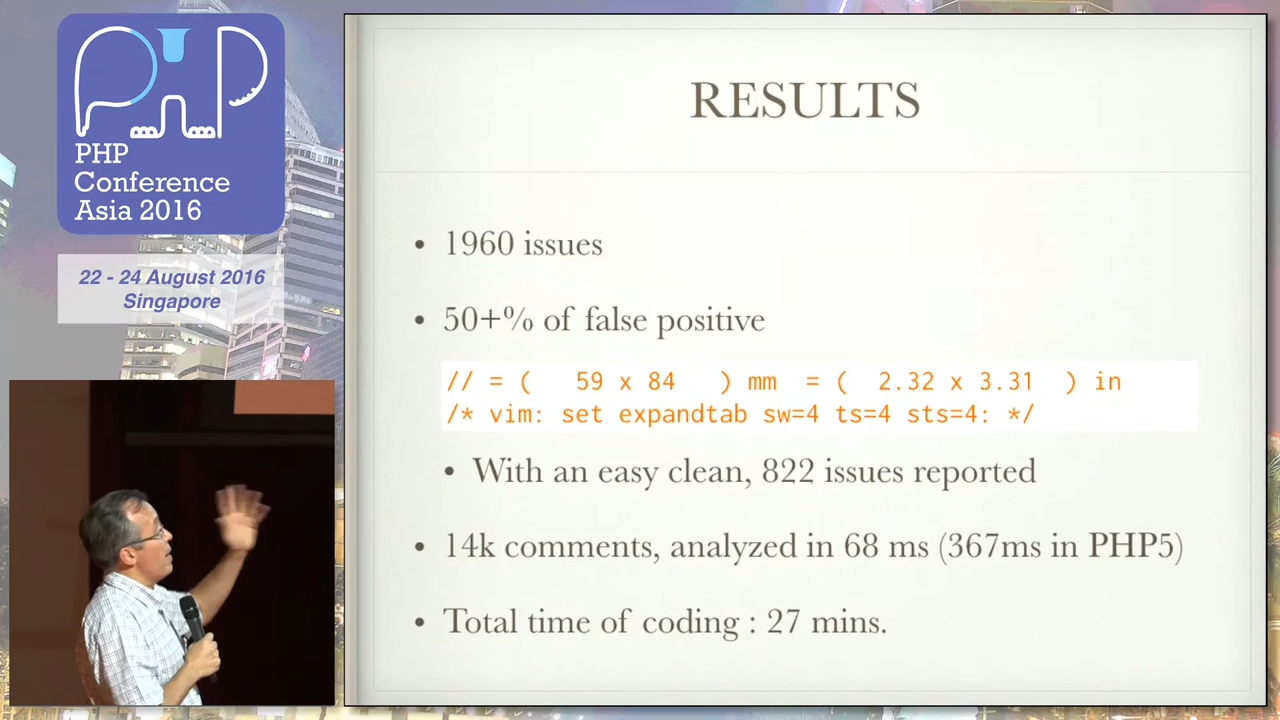 PHP
Conference
Asia 2016
22 - 24 August 2016
Singapore
RESULTS
• 1960 issues
• 50+% of false positive
// = (   59 x 84   ) mm  = (  2.32 x 3.31  ) in
/* vim: set expandtab sw=4 ts=4 sts=4: */
• With an easy clean, 822 issues reported
• 14k comments, analyzed in 68 ms (367ms in PHP5)
• Total time of coding : 27 mins.